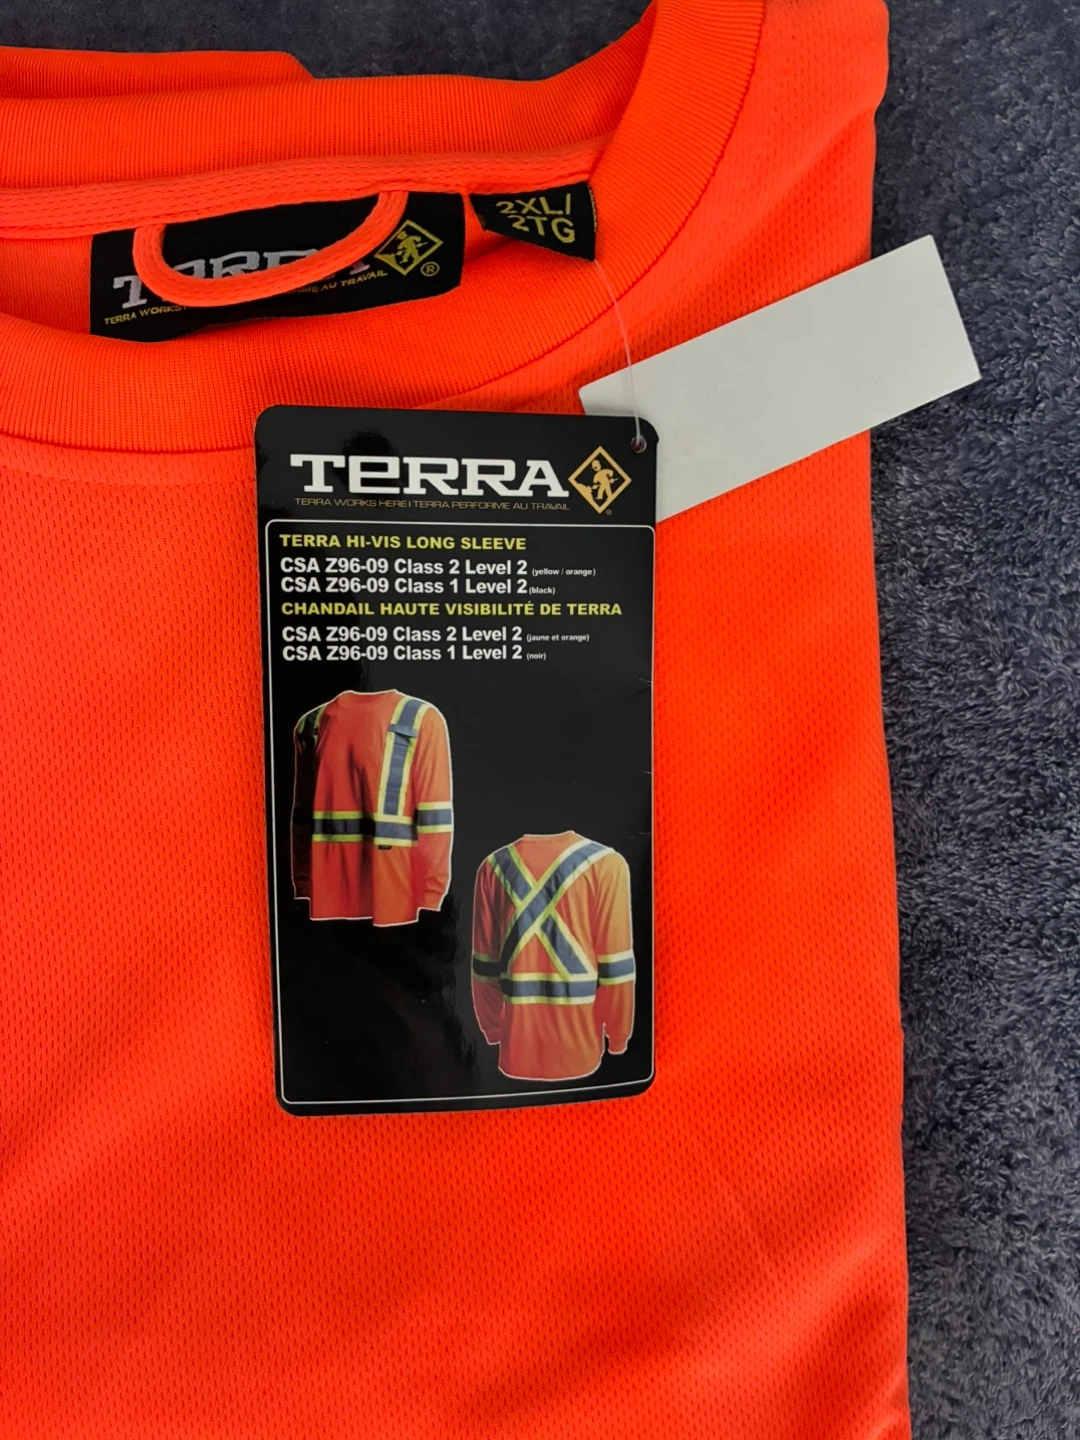 2XL/
2TG
TERRA
®
TERRA WORKS
ME AU TRAVAIL
TERRA
TERRA WORKS HERE | TERRA PERFORME AU TRAVAIL
®
TERRA HI-VIS LONG SLEEVE
CSA Z96-09 Class 2 Level 2 (yellow / orange)
CSA Z96-09 Class 1 Level 2 (black)
CHANDAIL HAUTE VISIBILITÉ DE TERRA
CSA Z96-09 Class 2 Level 2 (jaune et orange)
CSA Z96-09 Class 1 Level 2 (noir)